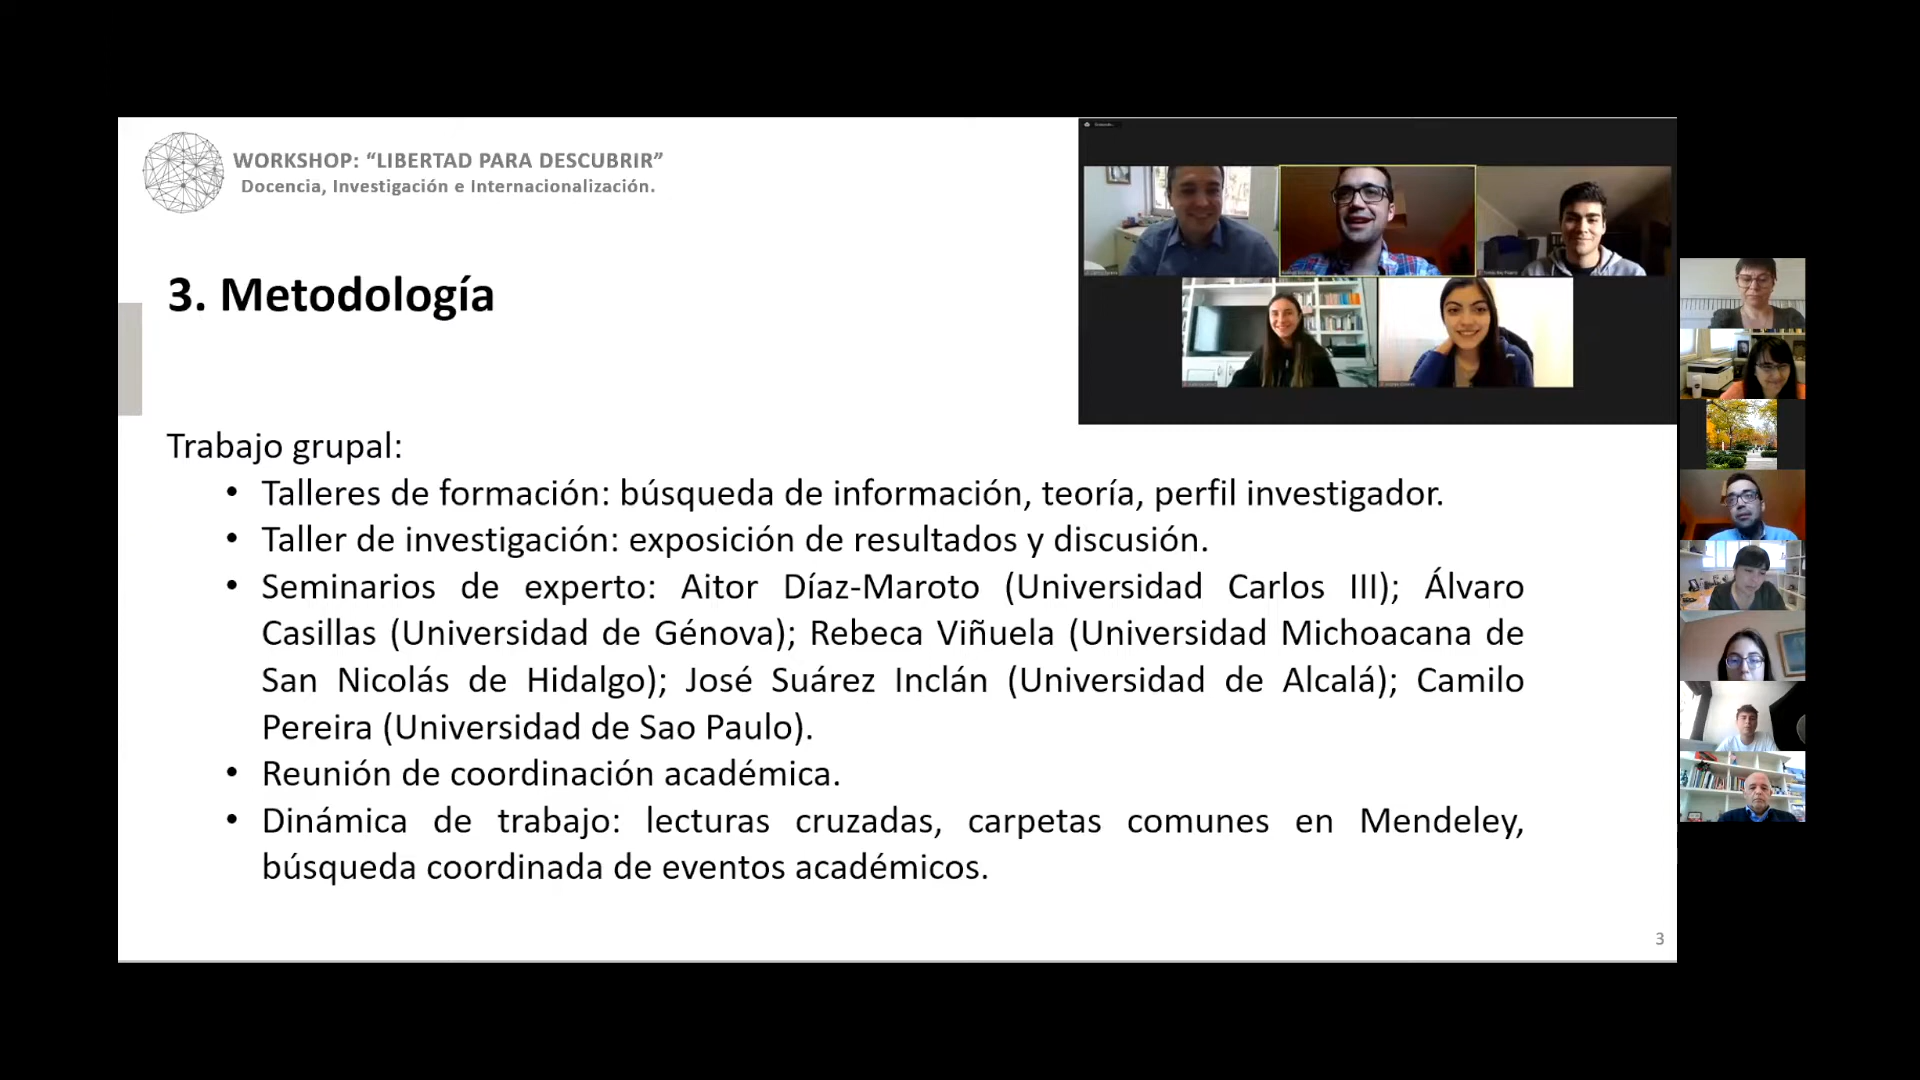 WORKSHOP: “LIBERTAD PARA DESCUBRIR”
Docencia, Investigación e Internacionalización.
3. Metodología
Trabajo grupal:
• Talleres de formación: búsqueda de información, teoría, perfil investigador.
• Taller de investigación: exposición de resultados y discusión.
• Seminarios de experto: Aitor Díaz-Maroto (Universidad Carlos III); Álvaro
Casillas (Universidad de Génova); Rebeca Viñuela (Universidad Michoacana de
San Nicolás de Hidalgo); José Suárez Inclán (Universidad de Alcalá); Camilo
Pereira (Universidad de Sao Paulo).
• Reunión de coordinación académica.
• Dinámica de trabajo: lecturas cruzadas, carpetas comunes en Mendeley,
búsqueda coordinada de eventos académicos.
3